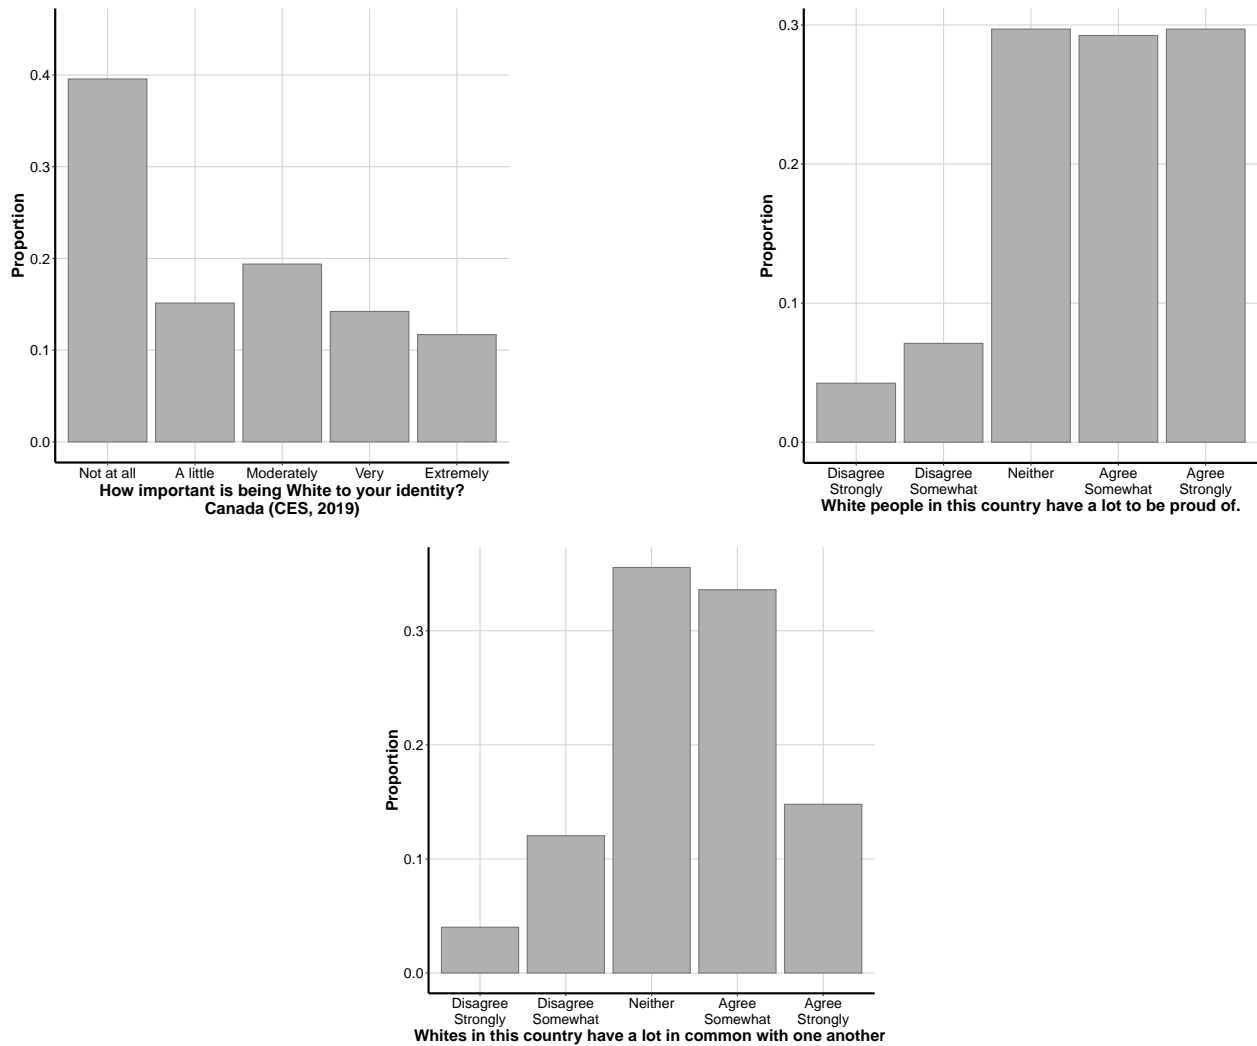 Proportion
0.4
0.3
0.2
0.1
0.0
Not at all A little Moderately Very Extremely
How important is being White to your identity?
Canada (CES, 2019)
Proportion
0.3
0.2
0.1
0.0
Disagree Disagree Neither Agree Agree
Strongly Somewhat Somewhat Strongly
White people in this country have a lot to be proud of.
Proportion
0.3
0.2
0.1
0.0
Disagree Disagree Neither Agree Agree
Strongly Somewhat Somewhat Strongly
Whites in this country have a lot in common with one another